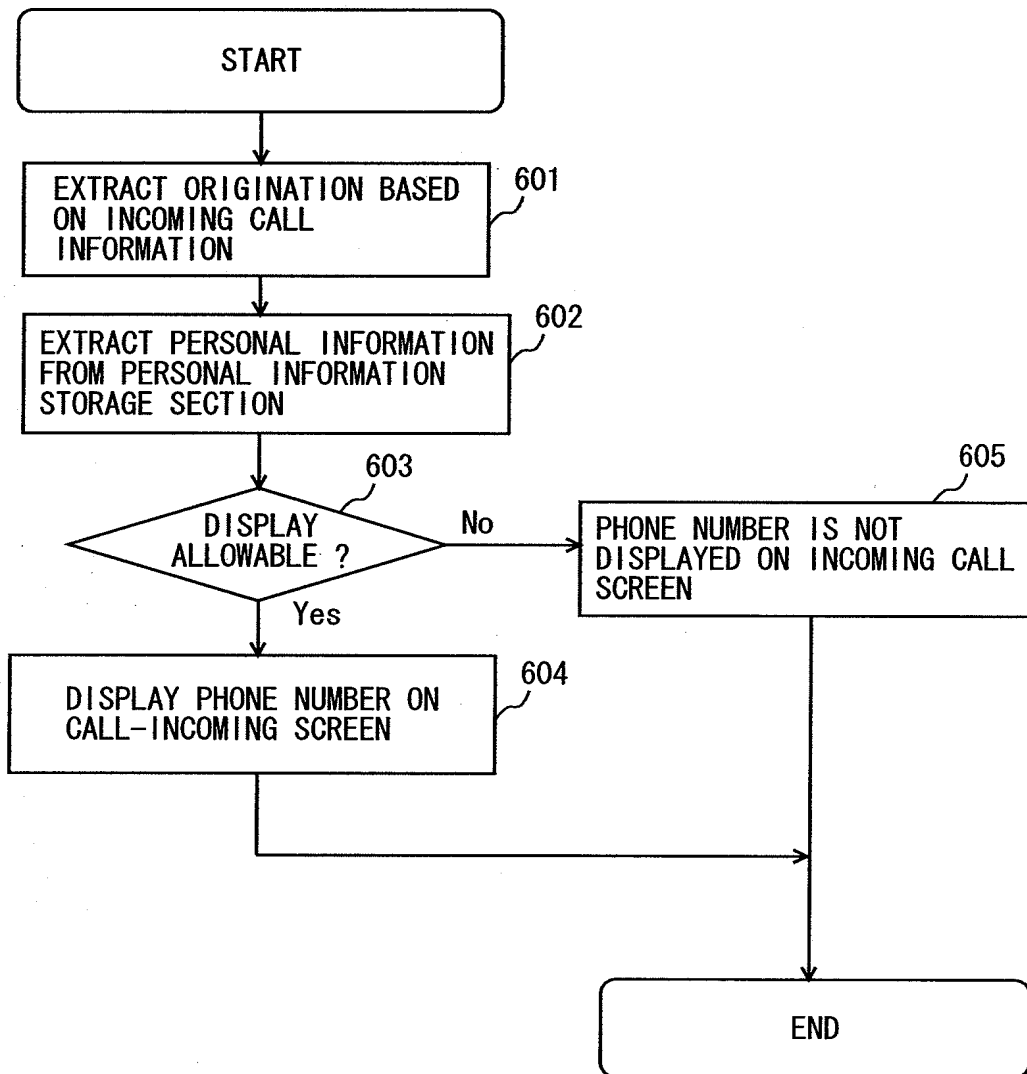 START
EXTRACT ORIGINATION BASED
ON INCOMING CALL
INFORMATION
601
EXTRACT PERSONAL INFORMATION
FROM PERSONAL INFORMATION
STORAGE SECTION
602
DISPLAY
ALLOWABLE ?
603
No
Yes
PHONE NUMBER IS NOT
DISPLAYED ON INCOMING CALL
SCREEN
605
DISPLAY PHONE NUMBER ON
CALL-INCOMING SCREEN
604
END